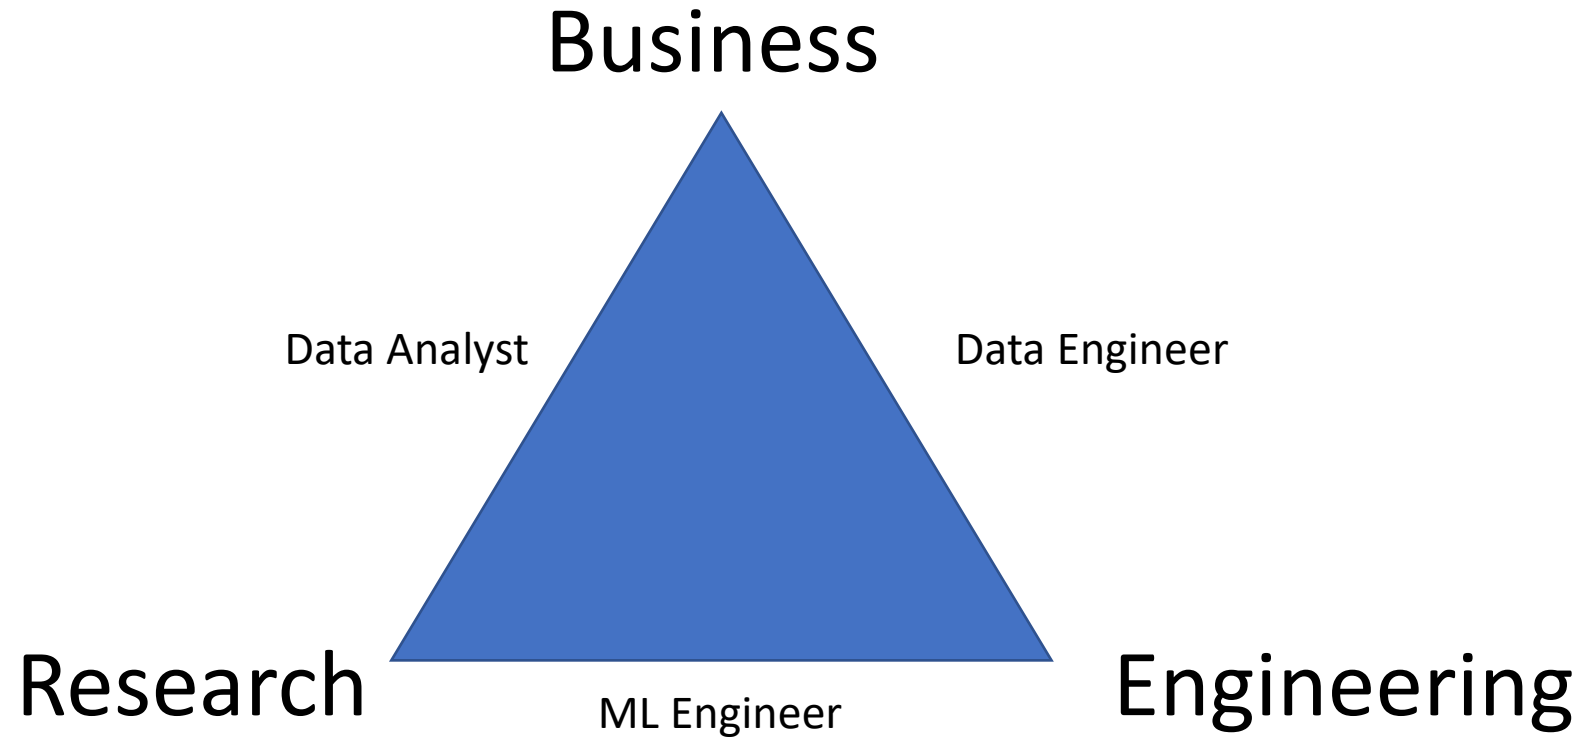 Business
Data Analyst
Data Engineer
Research
ML Engineer
Engineering